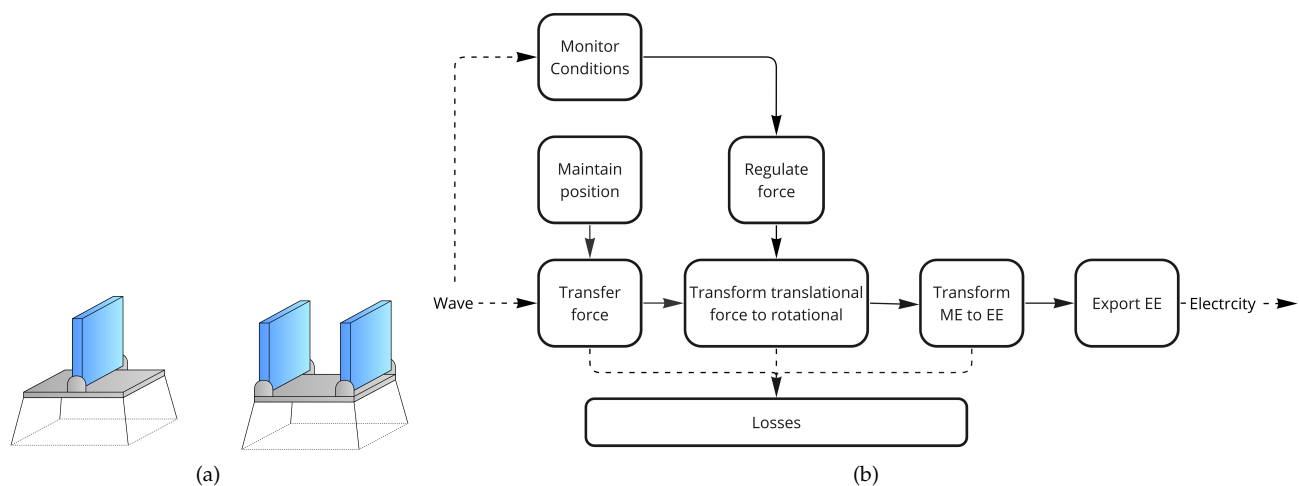 Monitor
Conditions
Maintain
position
Regulate
force
Wave
Transfer
force
Transform translational
force to rotational
Transform
ME to EE
Export EE
Electrcity
Losses
(a)
(b)